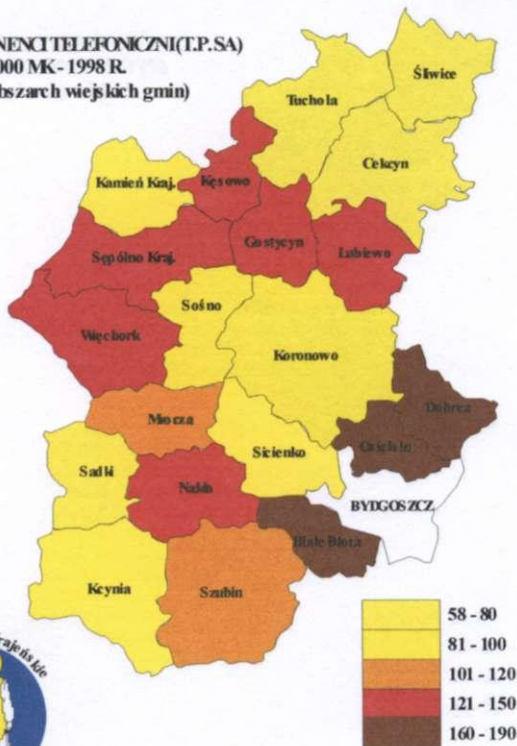 NENCI TELEFONICZNI (T.P. SA)
000 MK - 1998 R.
bszarch wiejskich gmin)
Śliwice
Tuchola
Cekcyn
Kamień Kraj.
Kęsowo
Gostycyn
Lubiewo
Sępólno Kraj.
Sośno
Więcbork
Koronowo
Dobrcz
Mrocza
Osielsko
Sicienko
Sadki
Nakło
BYDGOSZCZ
Białe Błota
Kcynia
Szubin
58 - 80
81 - 100
101 - 120
121 - 150
160 - 190
rajeńskie